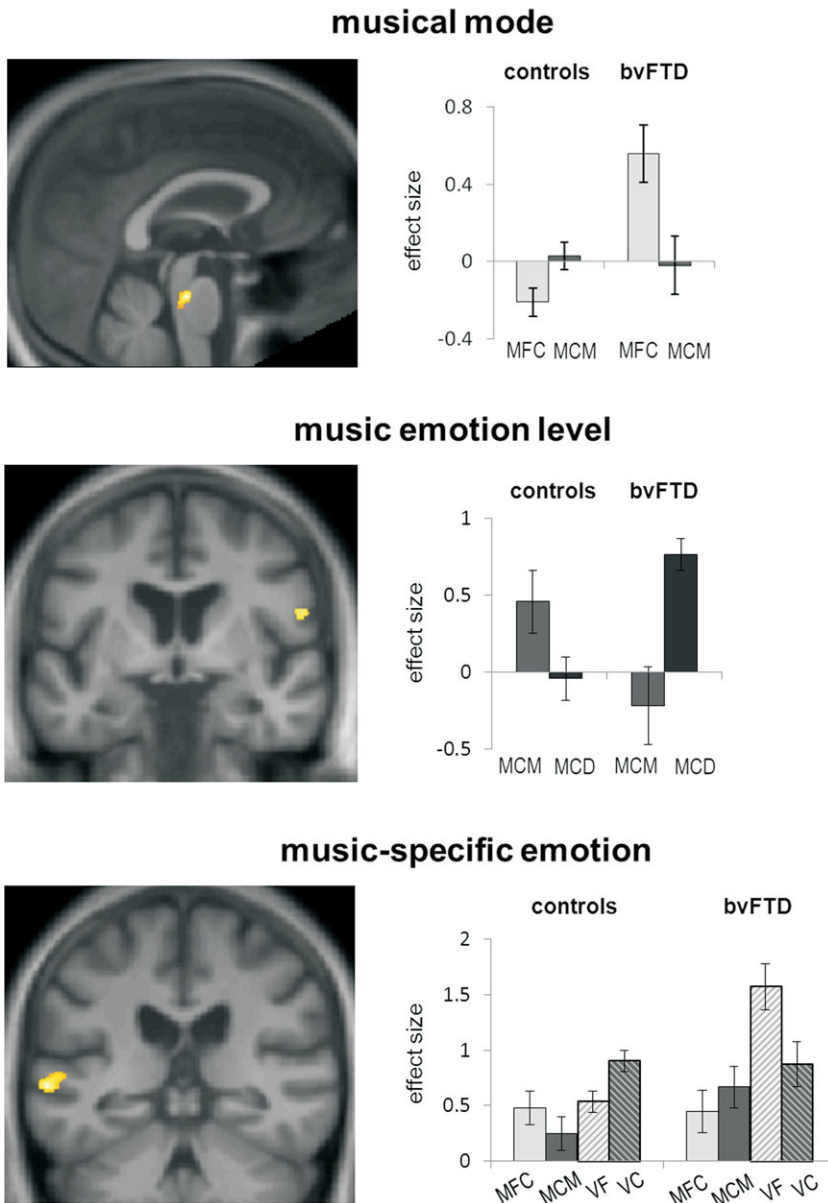 musical mode
controls bvFTD
0.8
0.4
0
-0.4
effect size
MFC MCM MFC MCM
music emotion level
controls bvFTD
1
0.5
0
-0.5
effect size
MCM MCD MCM MCD
music-specific emotion
controls bvFTD
2
1.5
1
0.5
0
effect size
MFC MCM VF VC MFC MCM VF VC